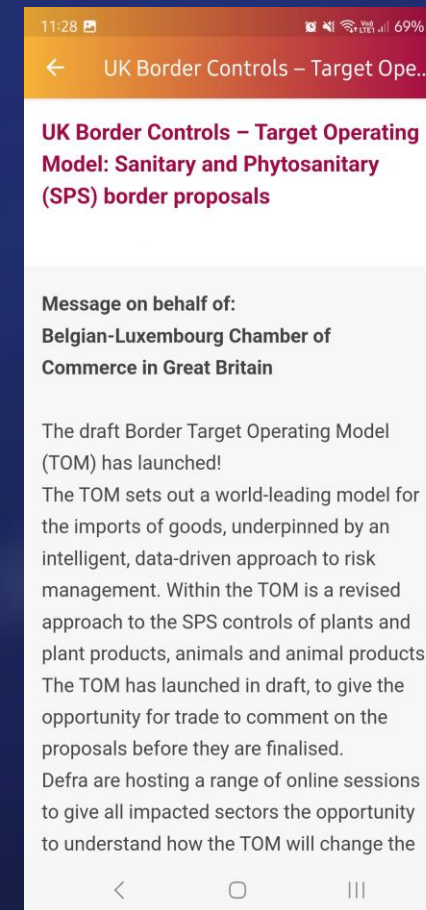 11:28 69%
UK Border Controls – Target Ope..
UK Border Controls – Target Operating
Model: Sanitary and Phytosanitary
(SPS) border proposals
Message on behalf of:
Belgian-Luxembourg Chamber of
Commerce in Great Britain
The draft Border Target Operating Model
(TOM) has launched!
The TOM sets out a world-leading model for
the imports of goods, underpinned by an
intelligent, data-driven approach to risk
management. Within the TOM is a revised
approach to the SPS controls of plants and
plant products, animals and animal products
The TOM has launched in draft, to give the
opportunity for trade to comment on the
proposals before they are finalised.
Defra are hosting a range of online sessions
to give all impacted sectors the opportunity
to understand how the TOM will change the